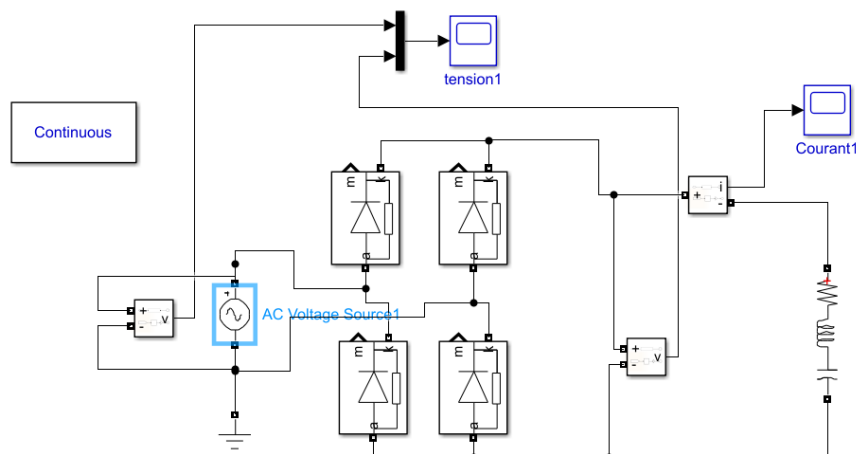 tension1
Continuous
Courant1
m
k
m
k
i
+
-
a
a
+
AC Voltage Source1
+
-
v
m
k
m
k
+
-
v
a
a